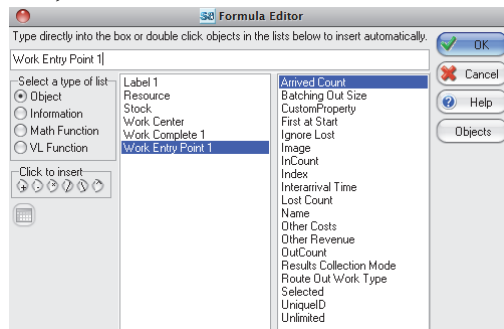 S8 Formula Editor
Type directly into the box or double click objects in the lists below to insert automatically.
Work Entry Point 1
OK
Cancel
Help
Objects
Select a type of list
Object
Information
Math Function
VL Function
Click to insert
+ - * / ( )
Label 1
Resource
Stock
Work Center
Work Complete 1
Work Entry Point 1
Arrived Count
Batching Out Size
CustomProperty
First at Start
Ignore Lost
Image
InCount
Index
Interarrival Time
Lost Count
Name
Other Costs
Other Revenue
OutCount
Results Collection Mode
Route Out Work Type
Selected
UniqueID
Unlimited